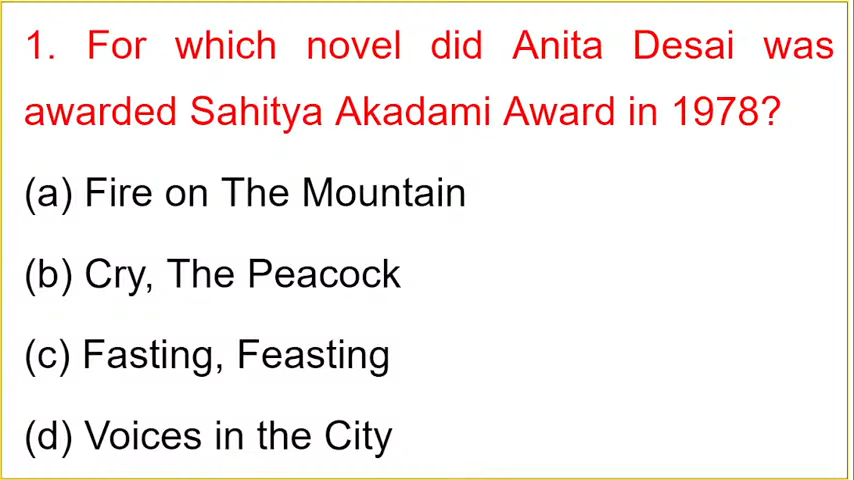 1. For which novel did Anita Desai was
awarded Sahitya Akadami Award in 1978?
(a) Fire on The Mountain
(b) Cry, The Peacock
(c) Fasting, Feasting
(d) Voices in the City